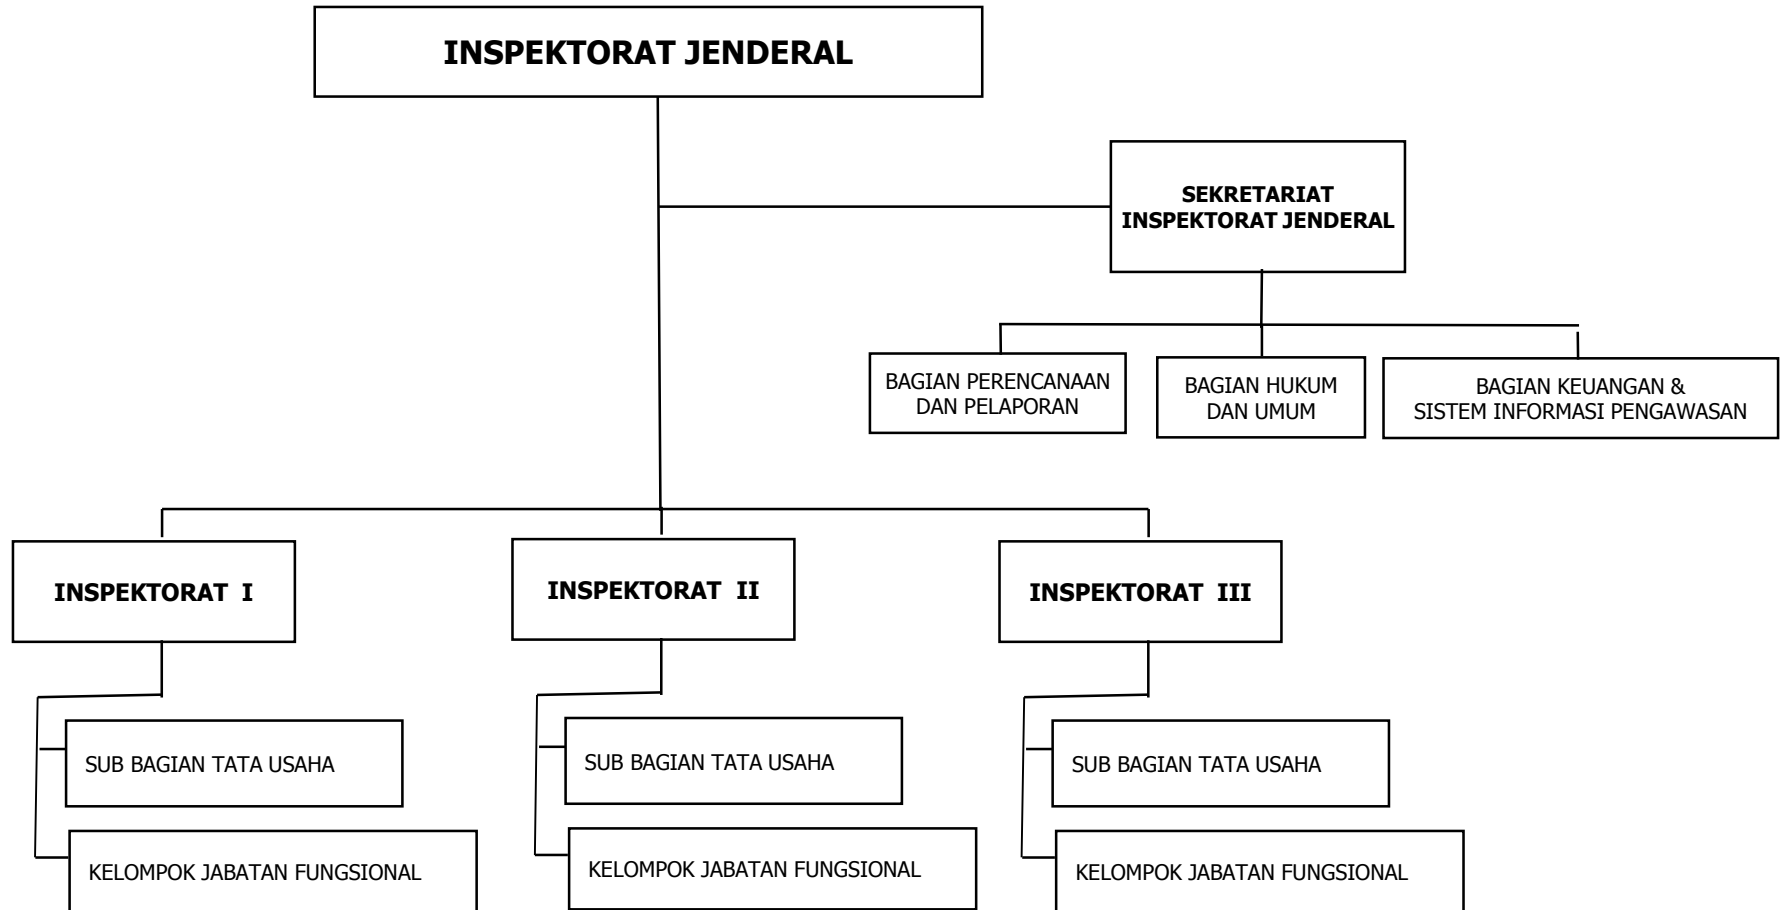 INSPEKTORAT JENDERAL
SEKRETARIAT
INSPEKTORAT JENDERAL
BAGIAN PERENCANAAN
DAN PELAPORAN
BAGIAN HUKUM
DAN UMUM
BAGIAN KEUANGAN &
SISTEM INFORMASI PENGAWASAN
INSPEKTORAT I
INSPEKTORAT II
INSPEKTORAT III
SUB BAGIAN TATA USAHA
SUB BAGIAN TATA USAHA
SUB BAGIAN TATA USAHA
KELOMPOK JABATAN FUNGSIONAL
KELOMPOK JABATAN FUNGSIONAL
KELOMPOK JABATAN FUNGSIONAL